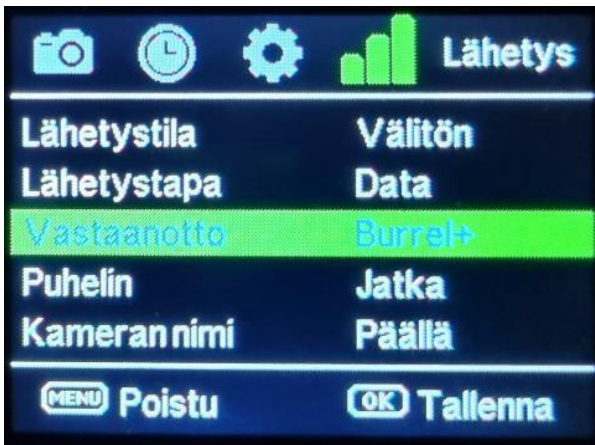 Lähetys
Lähetystila Välitön
Lähetystapa Data
Vastaanotto Burrel+
Puhelin Jatka
Kameran nimi Päällä
MENU Poistu OK Tallenna